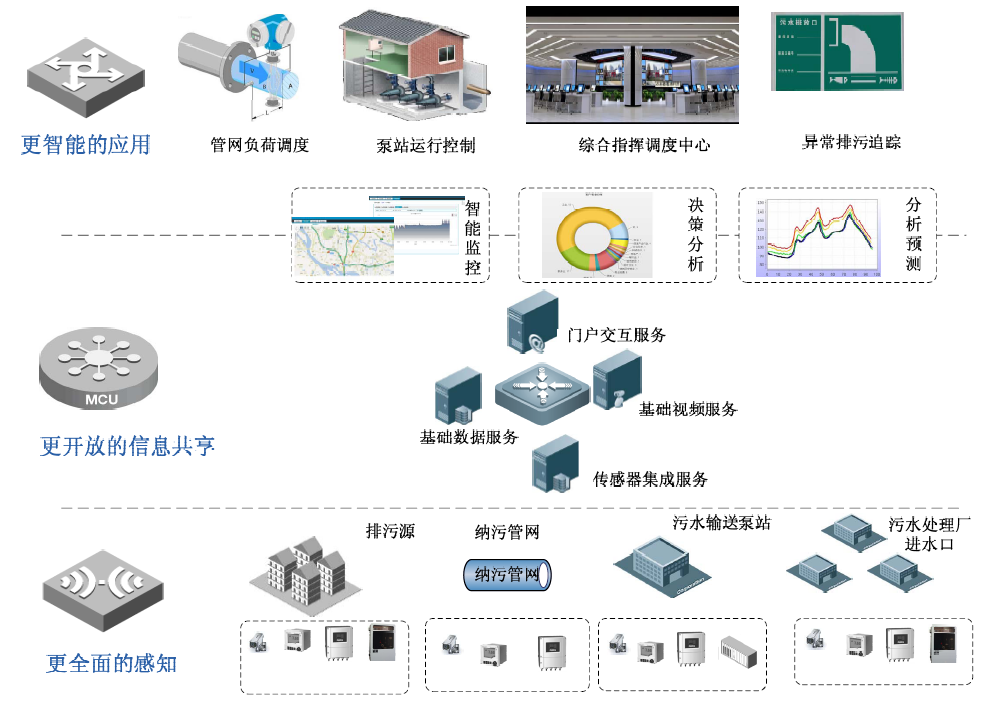 污水排放口
更智能的应用
管网负荷调度
泵站运行控制
综合指挥调度中心
异常排污追踪
智能监控
决策分析
分析预测
门户交互服务
MCU
基础视频服务
基础数据服务
更开放的信息共享
传感器集成服务
排污源
纳污管网
污水输送泵站
污水处理厂
进水口
纳污管网
更全面的感知